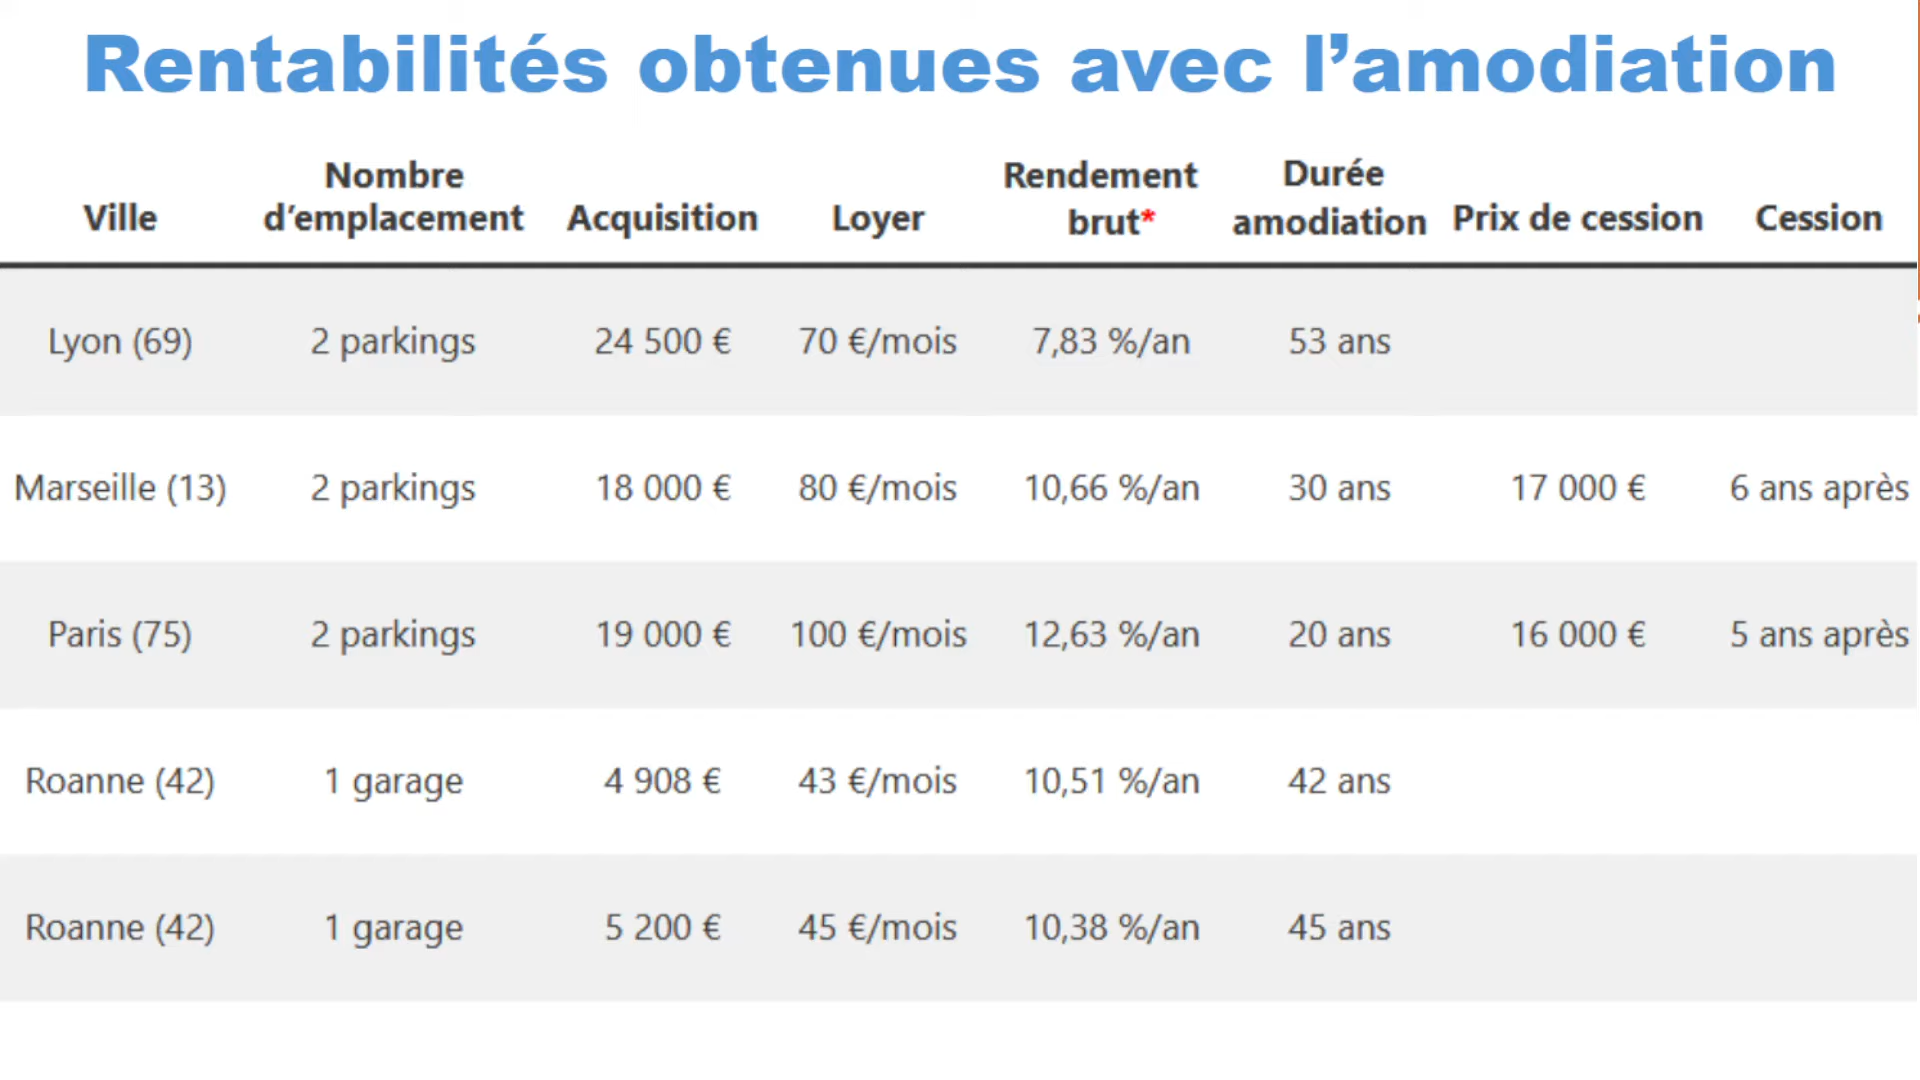 Rentabilités obtenues avec l’amodiation
Ville Nombre d’emplacement Acquisition Loyer Rendement brut* Durée amodiation Prix de cession Cession
Lyon (69) 2 parkings 24 500 € 70 €/mois 7,83 %/an 53 ans
Marseille (13) 2 parkings 18 000 € 80 €/mois 10,66 %/an 30 ans 17 000 € 6 ans après
Paris (75) 2 parkings 19 000 € 100 €/mois 12,63 %/an 20 ans 16 000 € 5 ans après
Roanne (42) 1 garage 4 908 € 43 €/mois 10,51 %/an 42 ans
Roanne (42) 1 garage 5 200 € 45 €/mois 10,38 %/an 45 ans